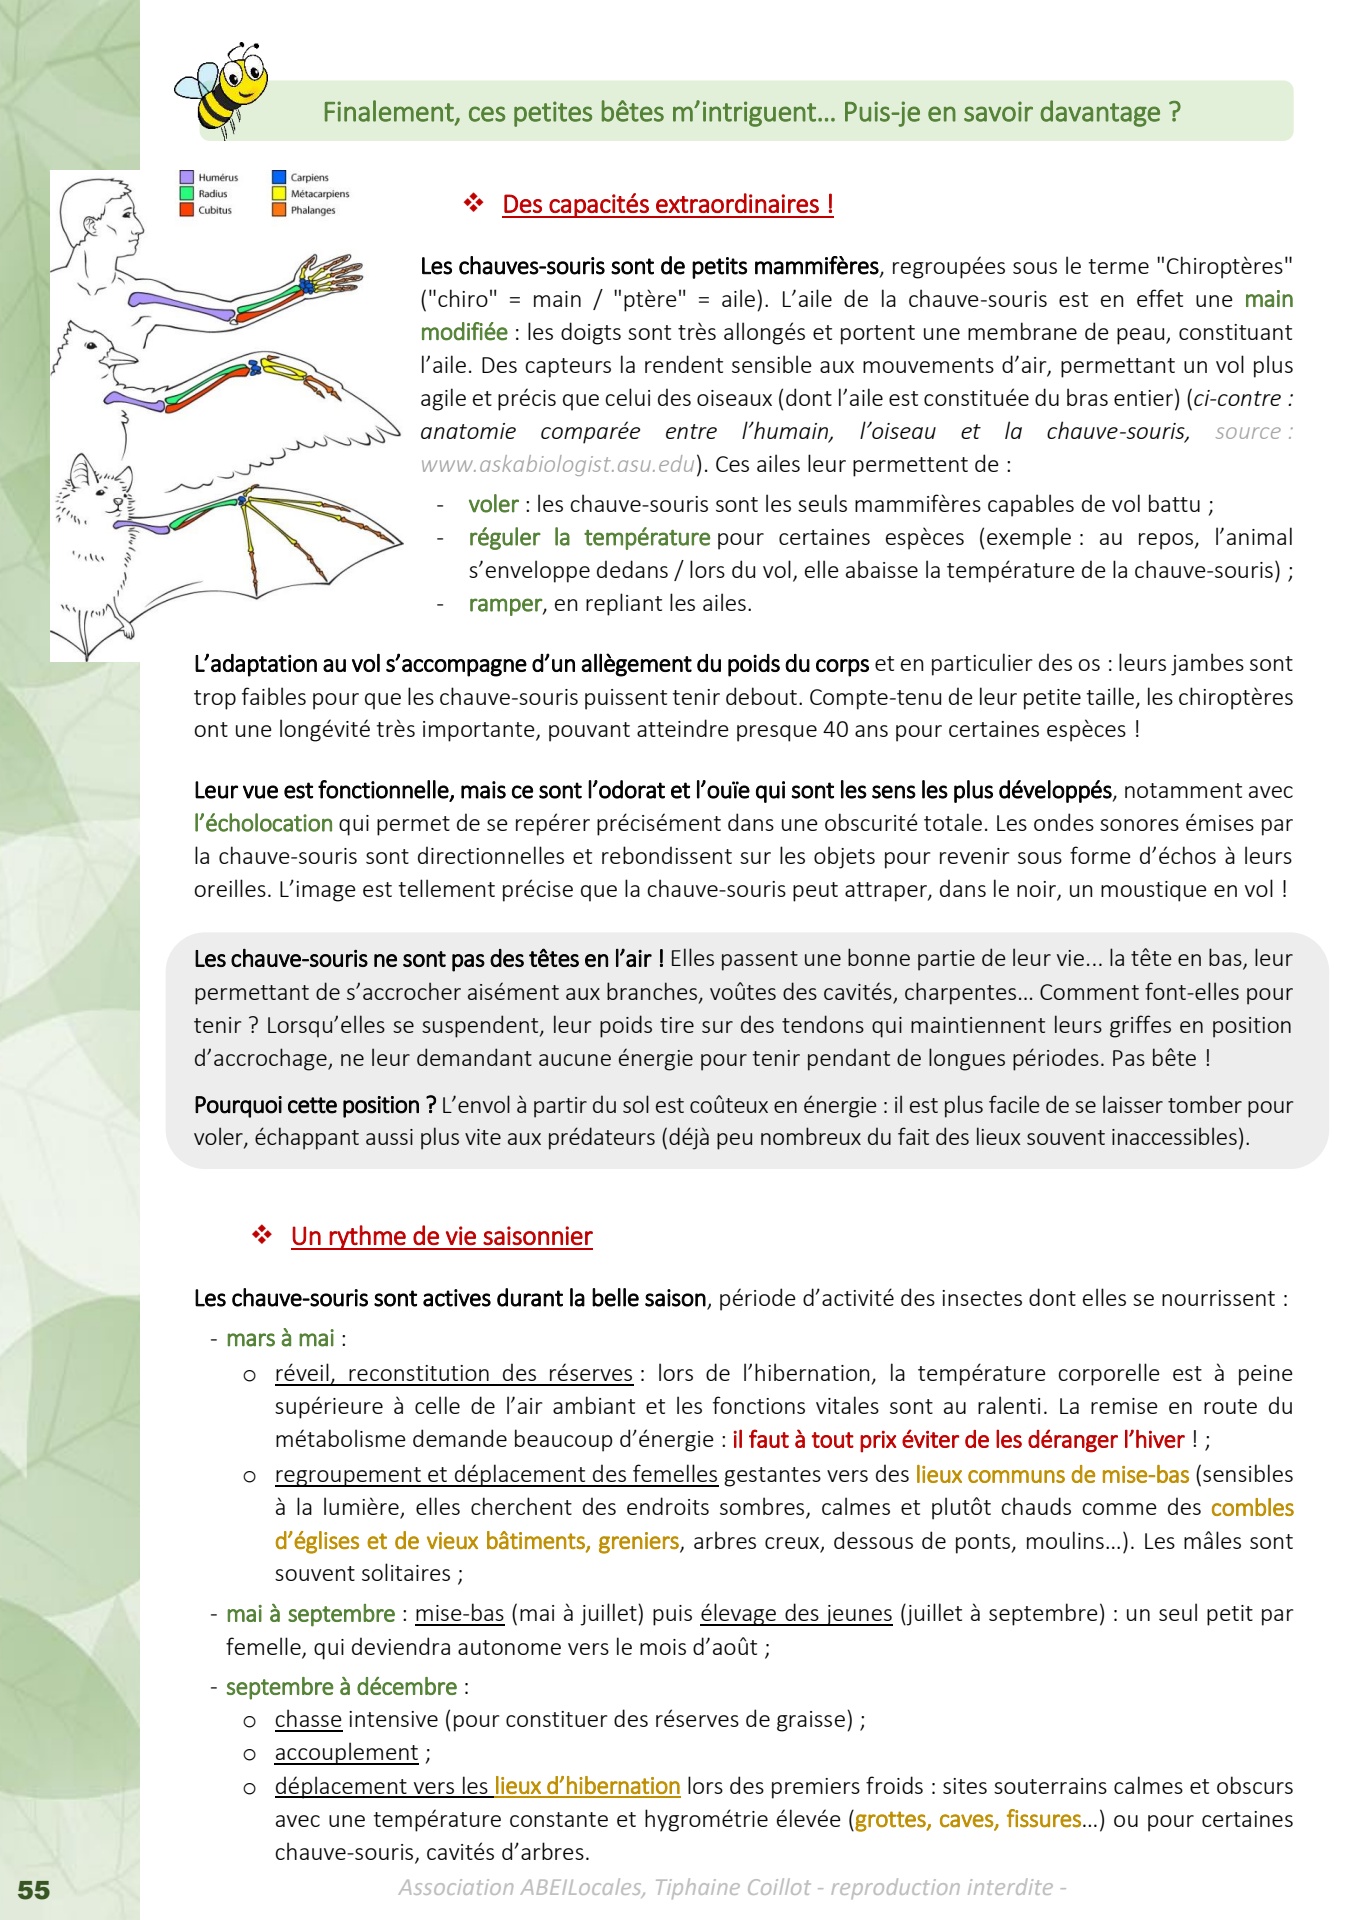 Finalement, ces petites bêtes m’intriguent… Puis-je en savoir davantage ?
Humérus
Radius
Cubitus
Carpiens
Métacarpiens
Phalanges
❖ Des capacités extraordinaires !
Les chauves-souris sont de petits mammifères, regroupées sous le terme "Chiroptères"
("chiro" = main / "ptère" = aile). L’aile de la chauve-souris est en effet une main
modifiée : les doigts sont très allongés et portent une membrane de peau, constituant
l’aile. Des capteurs la rendent sensible aux mouvements d’air, permettant un vol plus
agile et précis que celui des oiseaux (dont l’aile est constituée du bras entier) (ci-contre :
anatomie comparée entre l’humain, l’oiseau et la chauve-souris, source :
www.askabiologist.asu.edu). Ces ailes leur permettent de :
- voler : les chauve-souris sont les seuls mammifères capables de vol battu ;
- réguler la température pour certaines espèces (exemple : au repos, l’animal
s’enveloppe dedans / lors du vol, elle abaisse la température de la chauve-souris) ;
- ramper, en repliant les ailes.
L’adaptation au vol s’accompagne d’un allègement du poids du corps et en particulier des os : leurs jambes sont
trop faibles pour que les chauve-souris puissent tenir debout. Compte-tenu de leur petite taille, les chiroptères
ont une longévité très importante, pouvant atteindre presque 40 ans pour certaines espèces !
Leur vue est fonctionnelle, mais ce sont l’odorat et l’ouïe qui sont les sens les plus développés, notamment avec
l’écholocation qui permet de se repérer précisément dans une obscurité totale. Les ondes sonores émises par
la chauve-souris sont directionnelles et rebondissent sur les objets pour revenir sous forme d’échos à leurs
oreilles. L’image est tellement précise que la chauve-souris peut attraper, dans le noir, un moustique en vol !
Les chauve-souris ne sont pas des têtes en l’air ! Elles passent une bonne partie de leur vie... la tête en bas, leur
permettant de s’accrocher aisément aux branches, voûtes des cavités, charpentes… Comment font-elles pour
tenir ? Lorsqu’elles se suspendent, leur poids tire sur des tendons qui maintiennent leurs griffes en position
d’accrochage, ne leur demandant aucune énergie pour tenir pendant de longues périodes. Pas bête !
Pourquoi cette position ? L’envol à partir du sol est coûteux en énergie : il est plus facile de se laisser tomber pour
voler, échappant aussi plus vite aux prédateurs (déjà peu nombreux du fait des lieux souvent inaccessibles).
❖ Un rythme de vie saisonnier
Les chauve-souris sont actives durant la belle saison, période d’activité des insectes dont elles se nourrissent :
- mars à mai :
o réveil, reconstitution des réserves : lors de l’hibernation, la température corporelle est à peine
supérieure à celle de l’air ambiant et les fonctions vitales sont au ralenti. La remise en route du
métabolisme demande beaucoup d’énergie : il faut à tout prix éviter de les déranger l’hiver ! ;
o regroupement et déplacement des femelles gestantes vers des lieux communs de mise-bas (sensibles
à la lumière, elles cherchent des endroits sombres, calmes et plutôt chauds comme des combles
d’églises et de vieux bâtiments, greniers, arbres creux, dessous de ponts, moulins…). Les mâles sont
souvent solitaires ;
- mai à septembre : mise-bas (mai à juillet) puis élevage des jeunes (juillet à septembre) : un seul petit par
femelle, qui deviendra autonome vers le mois d’août ;
- septembre à décembre :
o chasse intensive (pour constituer des réserves de graisse) ;
o accouplement ;
o déplacement vers les lieux d’hibernation lors des premiers froids : sites souterrains calmes et obscurs
avec une température constante et hygrométrie élevée (grottes, caves, fissures…) ou pour certaines
chauve-souris, cavités d’arbres.
55
Association ABEILocales, Tiphaine Coillot - reproduction interdite -